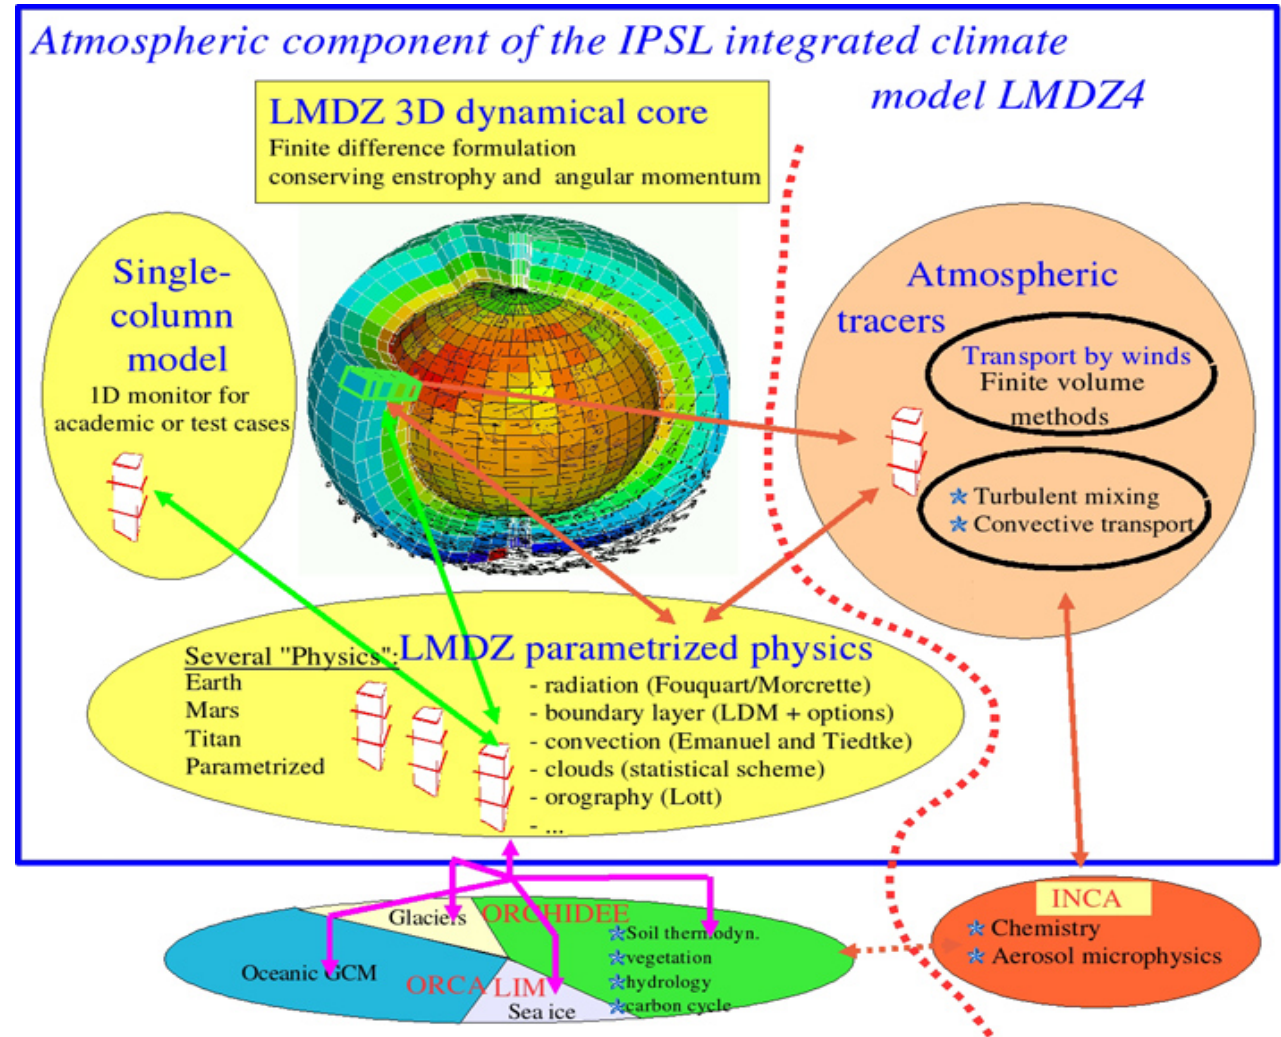 Atmospheric component of the IPSL integrated climate
model LMDZ4
LMDZ 3D dynamical core
Finite difference formulation
conserving enstrophy and angular momentum
Single-
column
model
1D monitor for
academic or test cases
Atmospheric
tracers
Transport by winds
Finite volume
methods
Turbulent mixing
Convective transport
LMDZ parametrized physics
Several "Physics":
Earth
Mars
Titan
Parametrized
- radiation (Fouquart/Morcrette)
- boundary layer (LDM + options)
- convection (Emanuel and Tiedtke)
- clouds (statistical scheme)
- orography (Lott)
- ...
Glaciers
ORCHIDEE
Soil thermodyn.
vegetation
hydrology
carbon cycle
Oceanic GCM
ORCA
LIM
Sea ice
INCA
Chemistry
Aerosol microphysics